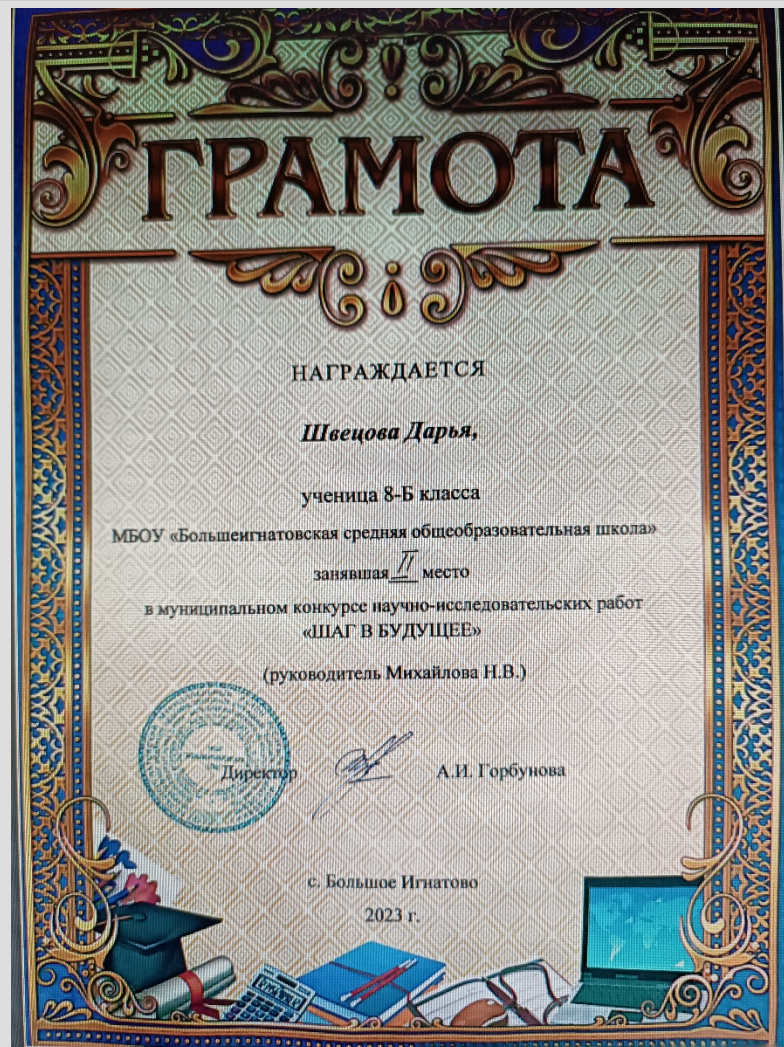 ГРАМОТА
НАГРАЖДАЕТСЯ
Швецова Дарья,
ученица 8-Б класса
МБОУ «Большеигнатовская средняя общеобразовательная школа»
занявшая II место
в муниципальном конкурсе научно-исследовательских работ
«ШАГ В БУДУЩЕЕ»
(руководитель Михайлова Н.В.)
Директор А.И. Горбунова
с. Большое Игнатово
2023 г.